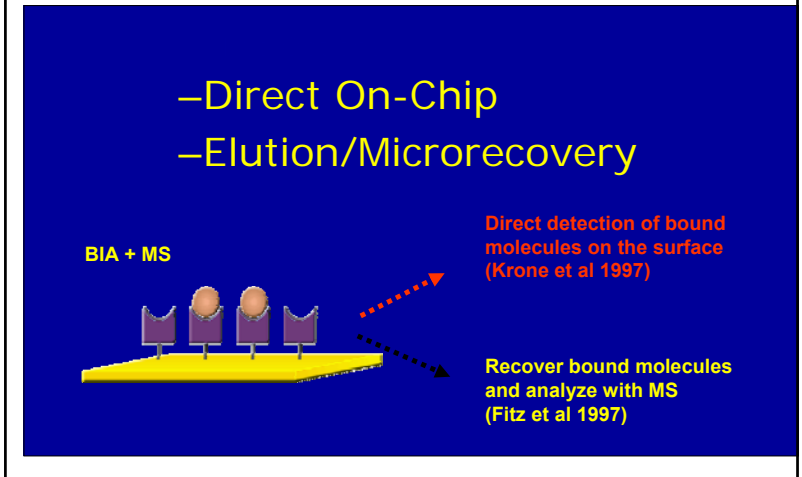 –Direct On-Chip
–Elution/Microrecovery
BIA + MS
Direct detection of bound
molecules on the surface
(Krone et al 1997)
Recover bound molecules
and analyze with MS
(Fitz et al 1997)